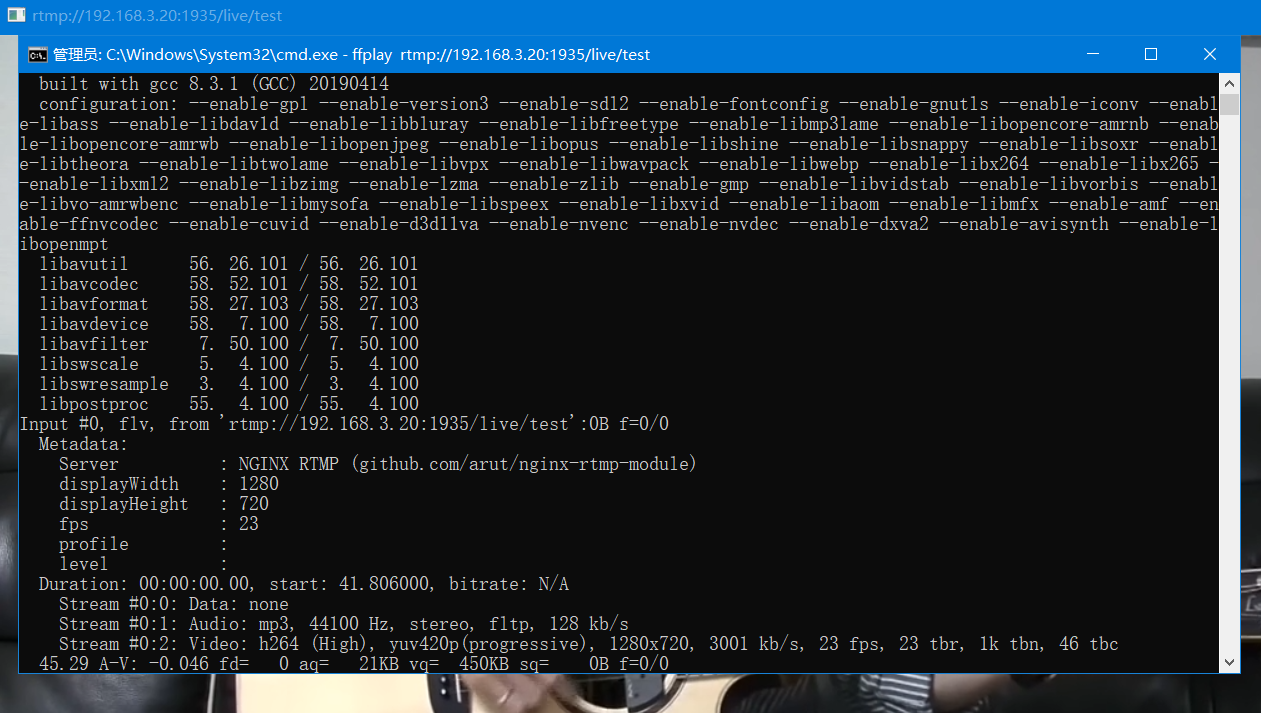 rtmp://192.168.3.20:1935/live/test
管理员: C:\Windows\System32\cmd.exe - ffplay  rtmp://192.168.3.20:1935/live/test
built with gcc 8.3.1 (GCC) 20190414
configuration: --enable-gpl --enable-version3 --enable-sdl2 --enable-fontconfig --enable-gnutls --enable-iconv --enabl
e-libass --enable-libdav1d --enable-libbluray --enable-libfreetype --enable-libmp3lame --enable-libopencore-amrnb --enab
le-libopencore-amrwb --enable-libopenjpeg --enable-libopus --enable-libshine --enable-libsnappy --enable-libsoxr --enabl
e-libtheora --enable-libtwolame --enable-libvpx --enable-libwavpack --enable-libwebp --enable-libx264 --enable-libx265 -
-enable-libxml2 --enable-libzimg --enable-lzma --enable-zlib --enable-gmp --enable-libvidstab --enable-libvorbis --enabl
e-libvo-amrwbenc --enable-libmysofa --enable-libspeex --enable-libxvid --enable-libaom --enable-libmfx --enable-amf --en
able-ffnvcodec --enable-cuvid --enable-d3d11va --enable-nvenc --enable-nvdec --enable-dxva2 --enable-avisynth --enable-l
ibopenmpt
libavutil      56. 26.101 / 56. 26.101
libavcodec     58. 52.101 / 58. 52.101
libavformat    58. 27.103 / 58. 27.103
libavdevice    58.  7.100 / 58.  7.100
libavfilter     7. 50.100 /  7. 50.100
libswscale      5.  4.100 /  5.  4.100
libswresample   3.  4.100 /  3.  4.100
libpostproc    55.  4.100 / 55.  4.100
Input #0, flv, from 'rtmp://192.168.3.20:1935/live/test':0B f=0/0
Metadata:
Server          : NGINX RTMP (github.com/arut/nginx-rtmp-module)
displayWidth    : 1280
displayHeight   : 720
fps             : 23
profile         :
level           :
Duration: 00:00:00.00, start: 41.806000, bitrate: N/A
Stream #0:0: Data: none
Stream #0:1: Audio: mp3, 44100 Hz, stereo, fltp, 128 kb/s
Stream #0:2: Video: h264 (High), yuv420p(progressive), 1280x720, 3001 kb/s, 23 fps, 23 tbr, 1k tbn, 46 tbc
45.29 A-V: -0.046 fd=   0 aq=   21KB vq=  450KB sq=    0B f=0/0